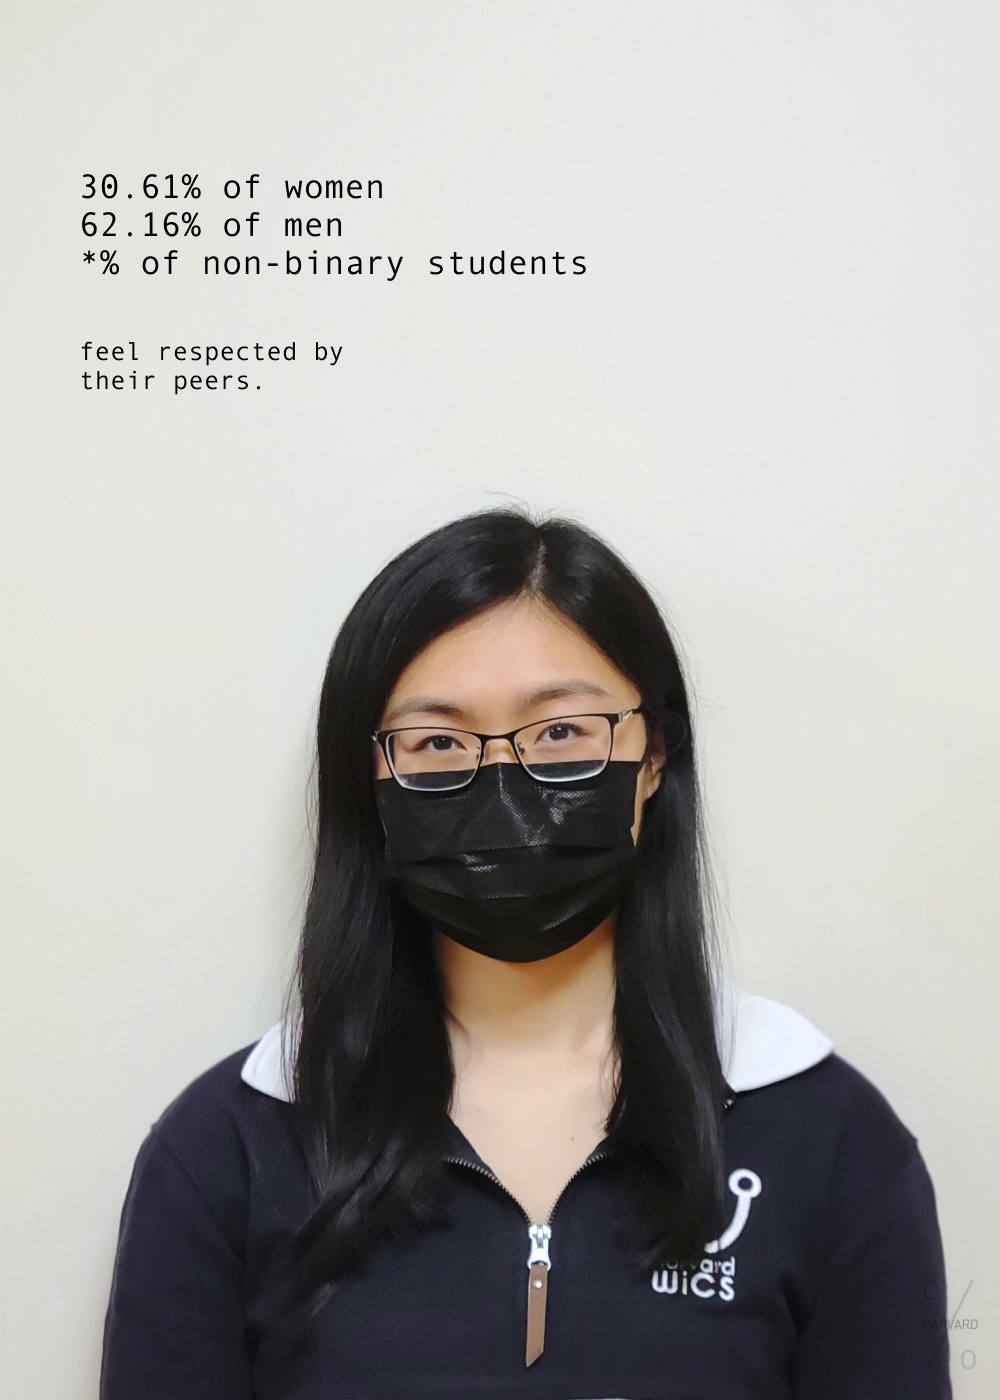 30.61% of women
62.16% of men
*% of non-binary students
feel respected by
their peers.
WiCS
HARVARD